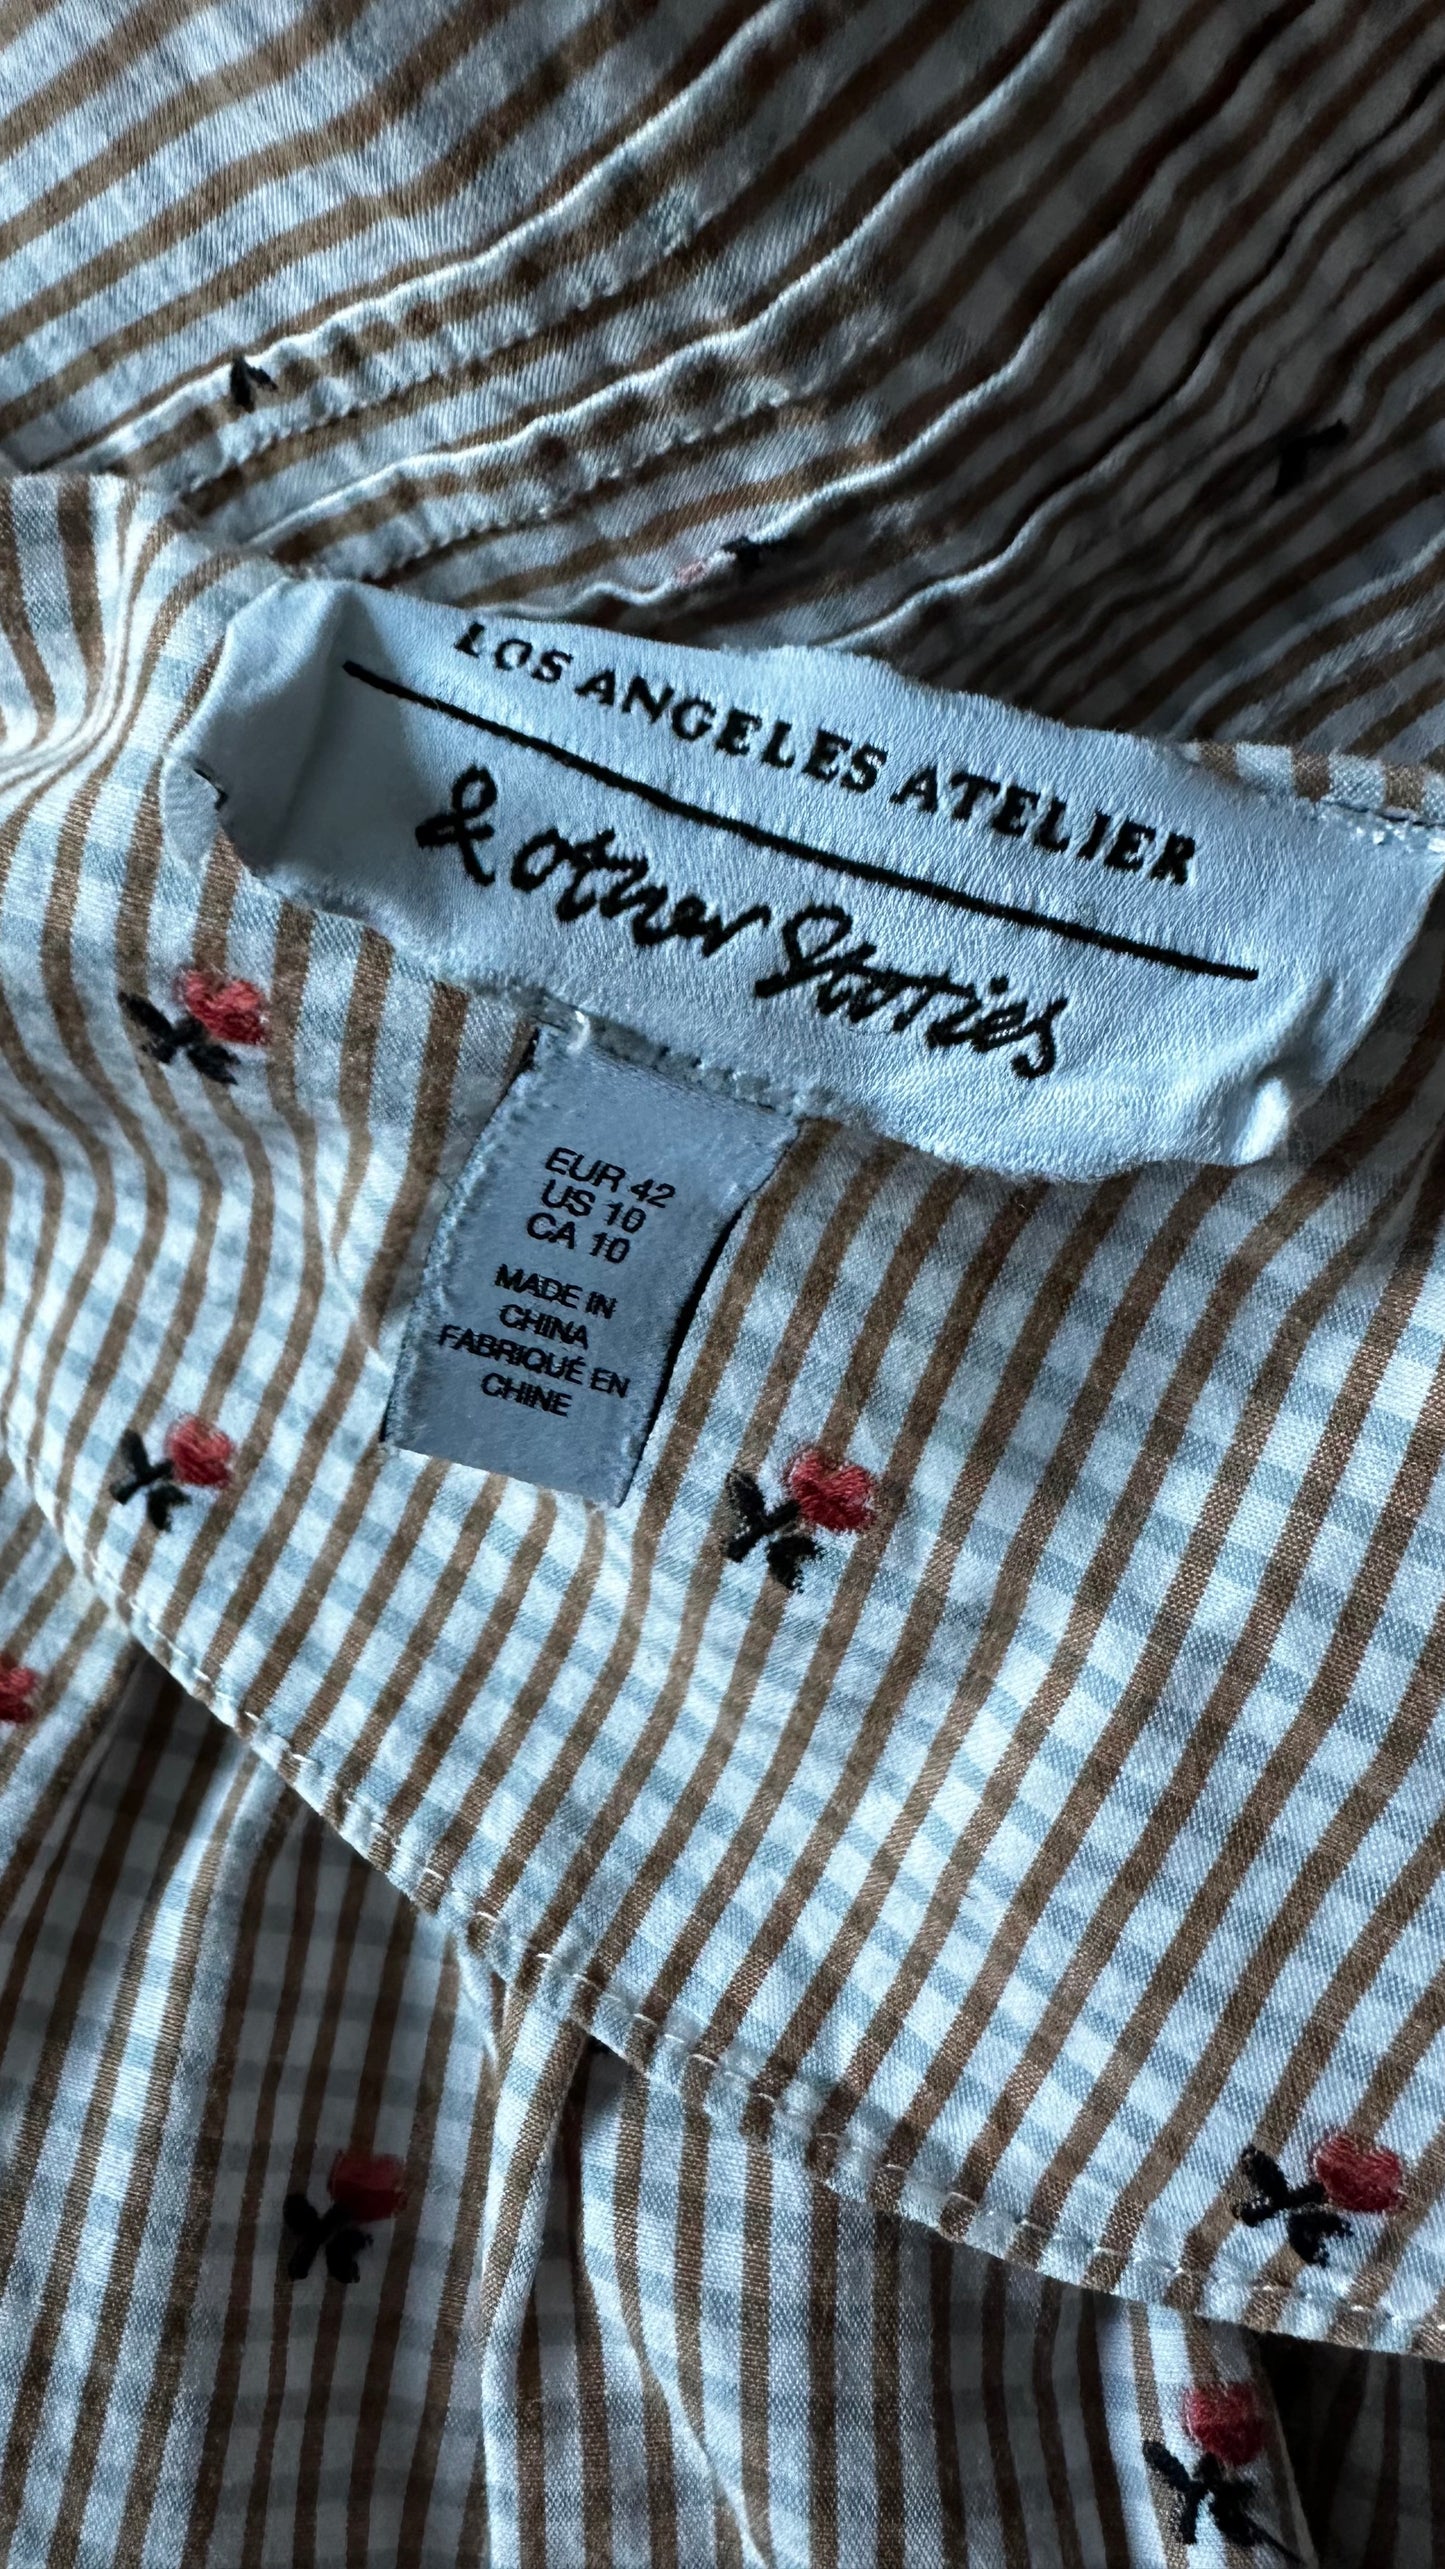 LOS ANGELES ATELIER
& other Stories
EUR 42
US 10
CA 10
MADE IN
CHINA
FABRIQUÉ EN
CHINE